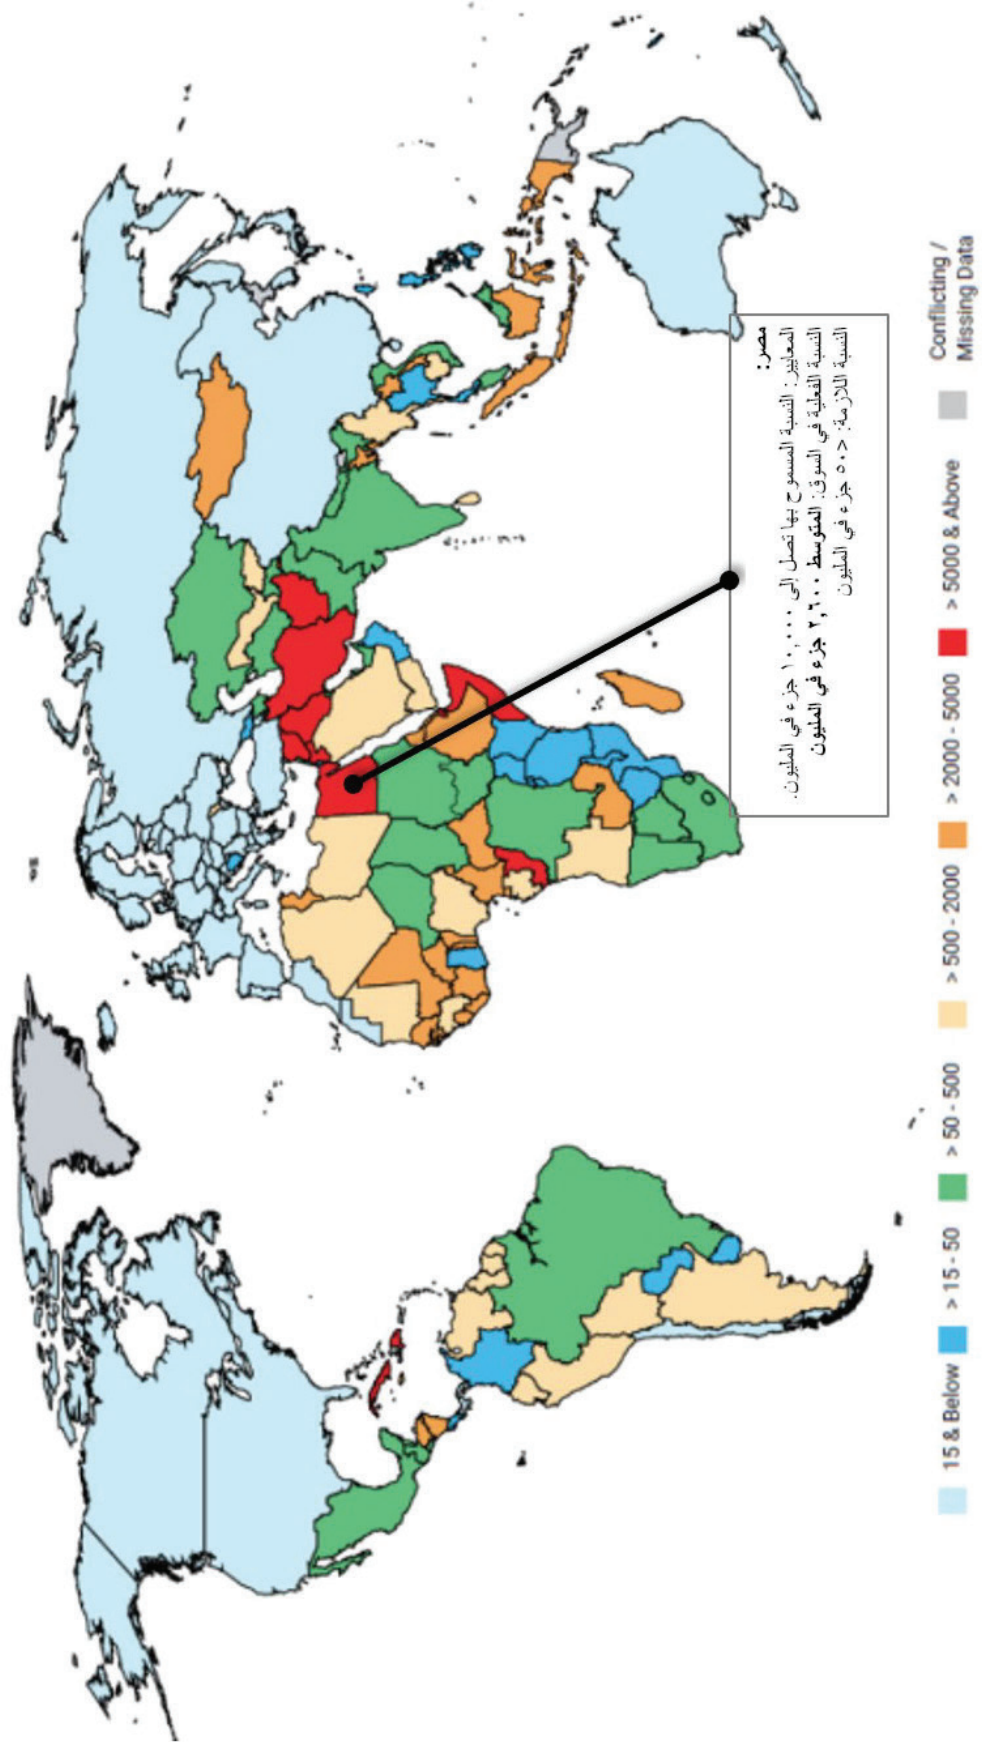 مصر:
المعايير: النسبة المسموح بها تصل إلى ١٠,٠٠٠ جزء في المليون.
النسبة الفعلية في السوق: المتوسط ٢,٦٠٠ جزء في المليون
النسبة اللازمة: <٥٠ جزء في المليون
15 & Below
> 15 - 50
> 50 - 500
> 500 - 2000
> 2000 - 5000
> 5000 & Above
Conflicting /
Missing Data